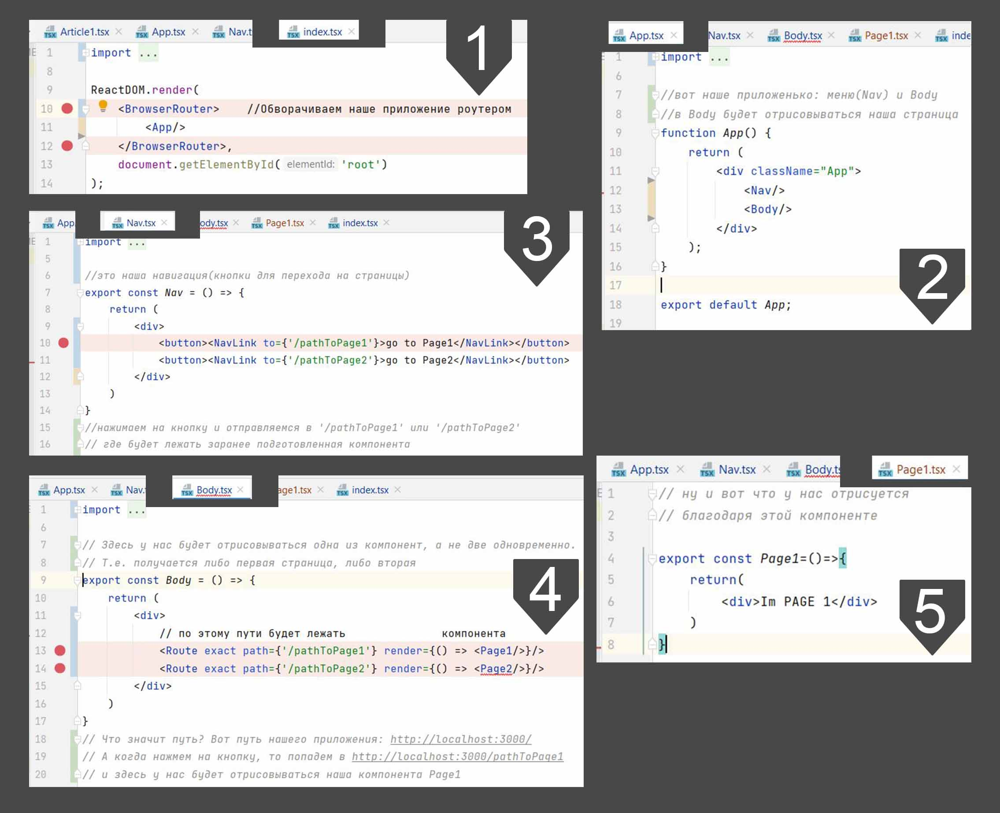 Article1.tsx App.tsx Nav.t index.tsx
1
1 import ...
8
9 ReactDOM.render(
10 <BrowserRouter> //Оборачиваем наше приложение роутером
11 <App/>
12 </BrowserRouter>,
13 document.getElementById( elementId: 'root')
14 );
App.tsx Nav.tsx Body.tsx Page1.tsx inde
1 import ...
6
7 //вот наше приложенько: меню(Nav) и Body
8 //в Body будет отрисовываться наша страница
9 function App() {
10 return (
11 <div className="App">
12 <Nav/>
13 <Body/>
14 </div>
15 );
16 }
17
18 export default App;
19
2
App. Nav.tsx ody.tsx Page1.tsx index.tsx
3
1 import ...
5
6 //это наша навигация(кнопки для перехода на страницы)
7 export const Nav = () => {
8 return (
9 <div>
10 <button><NavLink to={'/pathToPage1'}>go to Page1</NavLink></button>
11 <button><NavLink to={'/pathToPage2'}>go to Page2</NavLink></button>
12 </div>
13 )
14 }
15 //нажимаем на кнопку и отправляемся в '/pathToPage1' или '/pathToPage2'
16 // где будет лежать заранее подготовленная компонента
App.tsx Nav. Body.tsx age1.tsx index.tsx
1 import ...
6
7 // Здесь у нас будет отрисовываться одна из компонент, а не две одновременно.
8 // Т.е. получается либо первая страница, либо вторая
9 export const Body = () => {
10 return (
11 <div>
12 // по этому пути будет лежать компонента
13 <Route exact path={'/pathToPage1'} render={() => <Page1/>}/>
14 <Route exact path={'/pathToPage2'} render={() => <Page2/>}/>
15 </div>
16 )
17 }
18 // Что значит путь? Вот путь нашего приложения: http://localhost:3000/
19 // А когда нажмем на кнопку, то попадем в http://localhost:3000/pathToPage1
20 // и здесь у нас будет отрисовываться наша компонента Page1
4
App.tsx Nav.tsx Body.ts Page1.tsx
1 // ну и вот что у нас отрисуется
2 // благодаря этой компоненте
3
4 export const Page1=()=>{
5 return(
6 <div>Im PAGE 1</div>
7 )
8 }
5